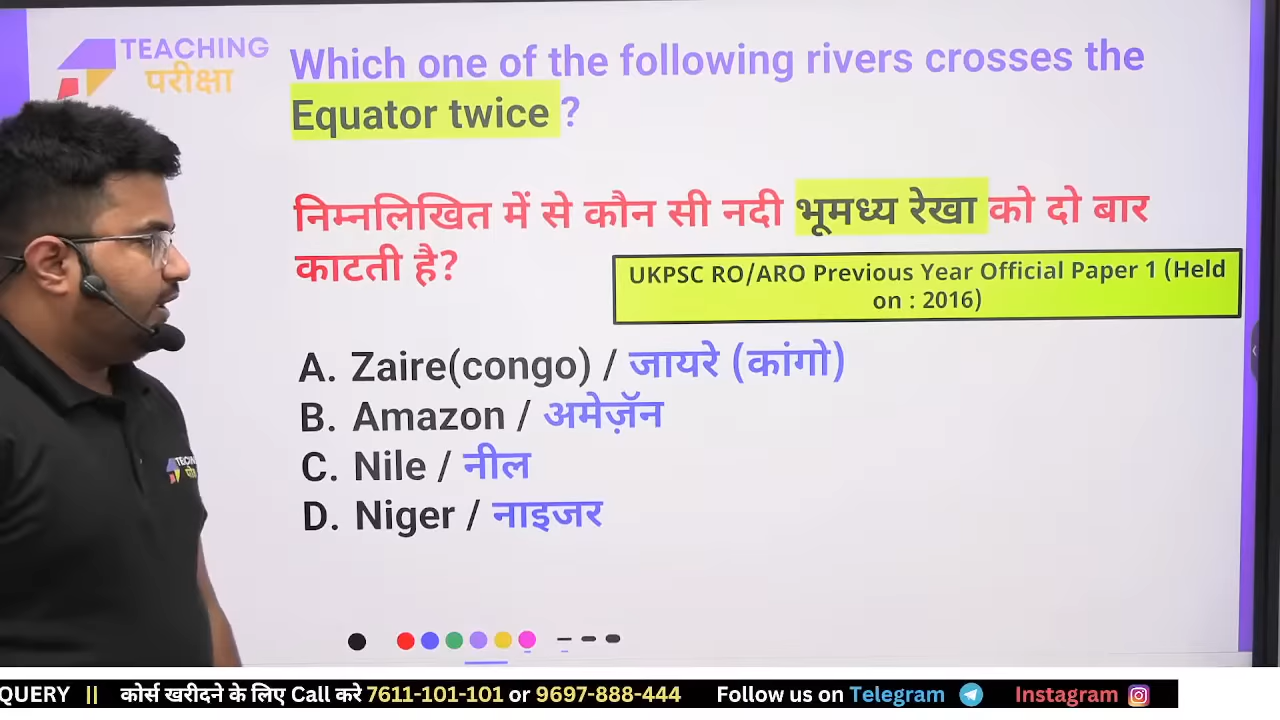 TEACHING
परीक्षा
Which one of the following rivers crosses the
Equator twice ?
निम्नलिखित में से कौन सी नदी भूमध्य रेखा को दो बार
काटती है?
UKPSC RO/ARO Previous Year Official Paper 1 (Held
on : 2016)
A. Zaire(congo) / जायरे (कांगो)
B. Amazon / अमेज़ॅन
C. Nile / नील
D. Niger / नाइजर
QUERY || कोर्स खरीदने के लिए Call करे 7611-101-101 or 9697-888-444 Follow us on Telegram Instagram